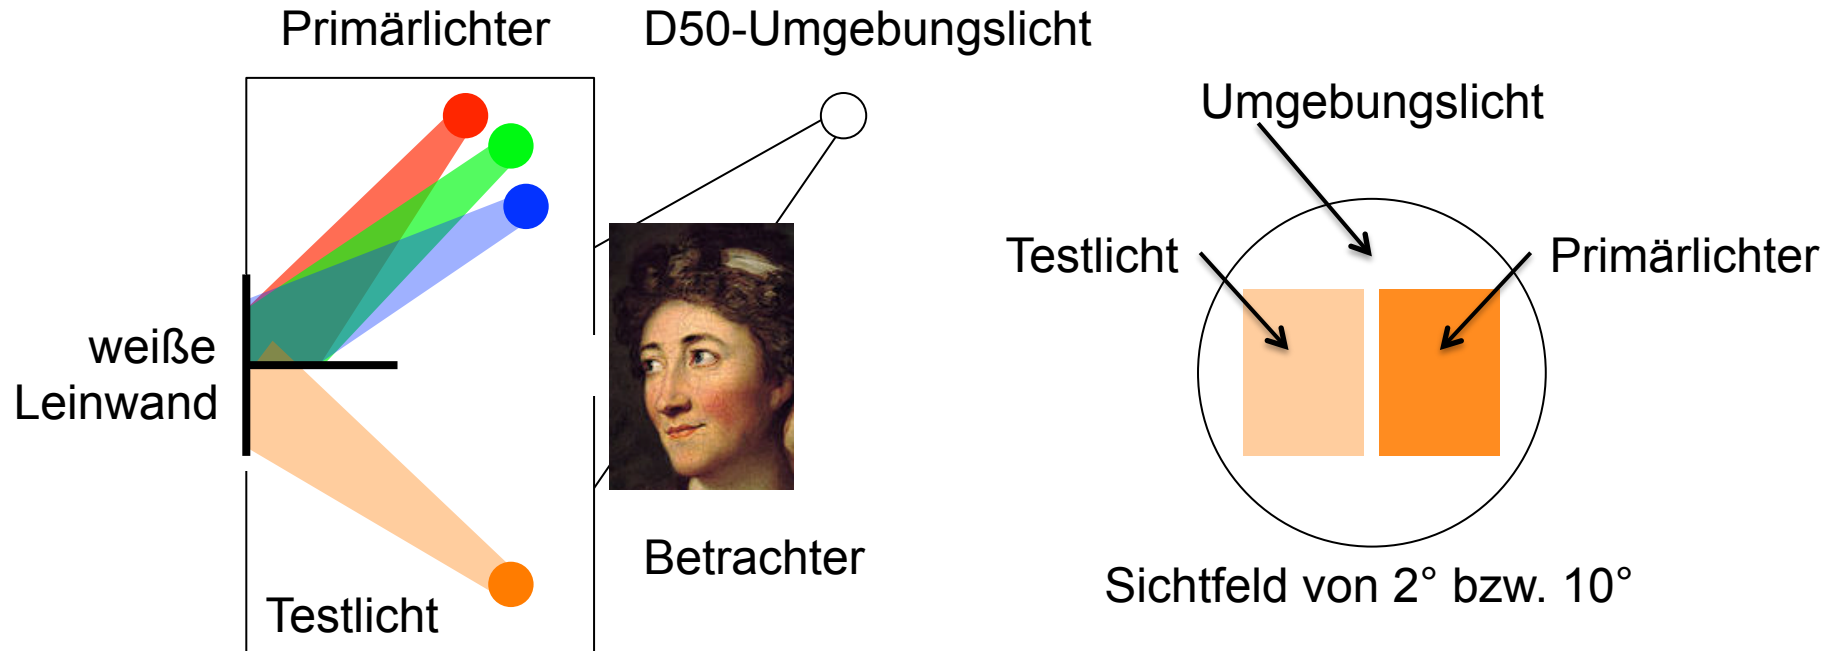 Primärlichter
D50-Umgebungslicht
Umgebungslicht
Testlicht
Primärlichter
weiße
Leinwand
Betrachter
Sichtfeld von 2° bzw. 10°
Testlicht